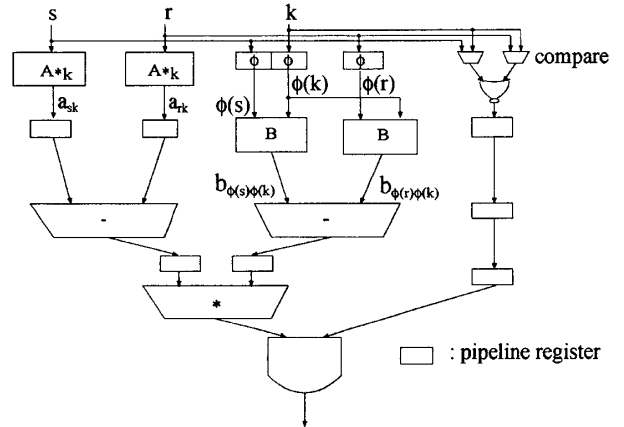 s r k
A*k A*k ϕ ϕ ϕ compare
a_sk a_rk ϕ(s) ϕ(k) ϕ(r)
B B
b_ϕ(s)ϕ(k) b_ϕ(r)ϕ(k)
- -
*
: pipeline register